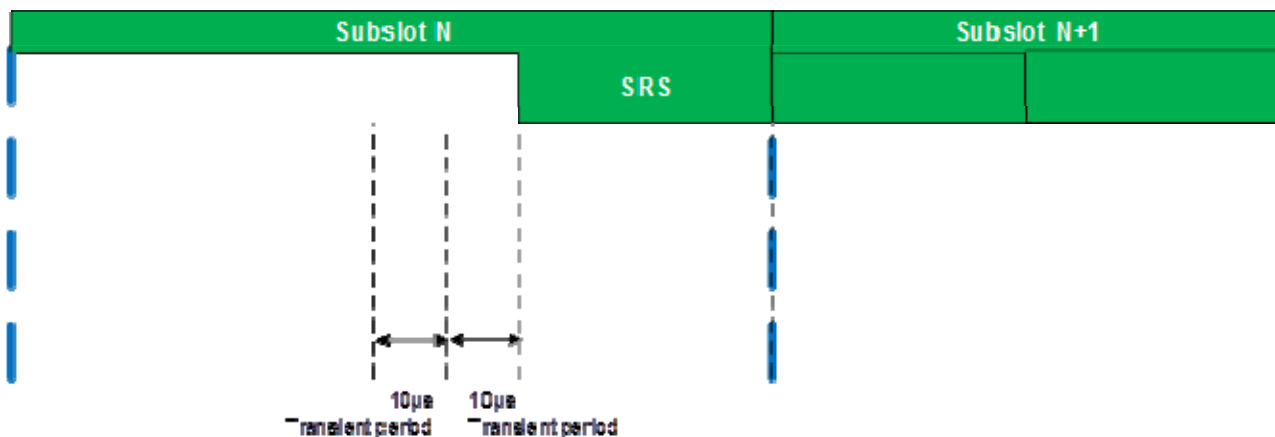 Subslot N
Subslot N+1
SRS
10µs 10µs
Transient period Transient period